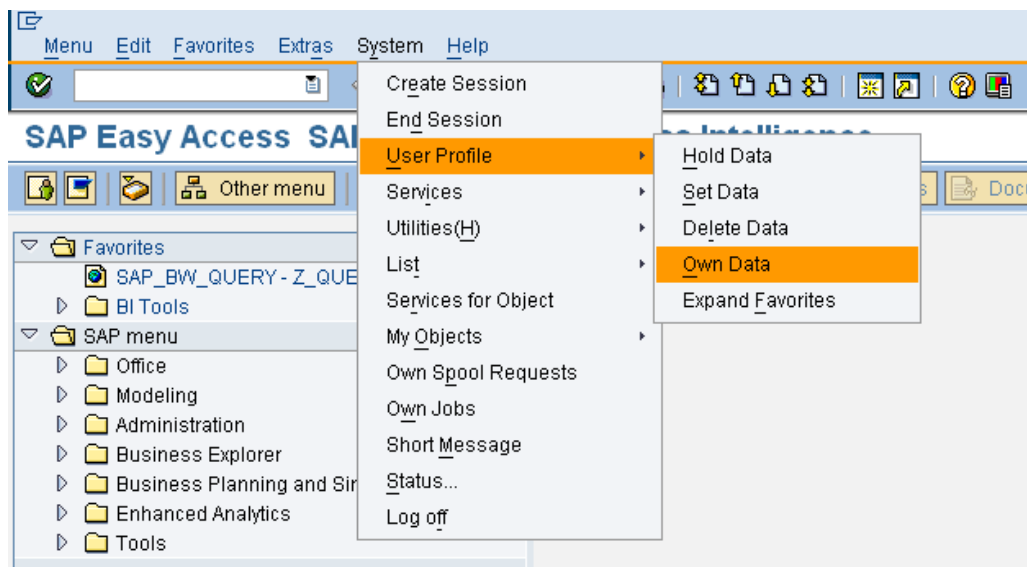 Menu Edit Favorites Extras System Help
SAP Easy Access
Other menu
Favorites
SAP_BW_QUERY - Z_QUE
BI Tools
SAP menu
Office
Modeling
Administration
Business Explorer
Business Planning and Sir
Enhanced Analytics
Tools
Create Session
End Session
User Profile
Services
Utilities(H)
List
Services for Object
My Objects
Own Spool Requests
Own Jobs
Short Message
Status...
Log off
Hold Data
Set Data
Delete Data
Own Data
Expand Favorites
Docu